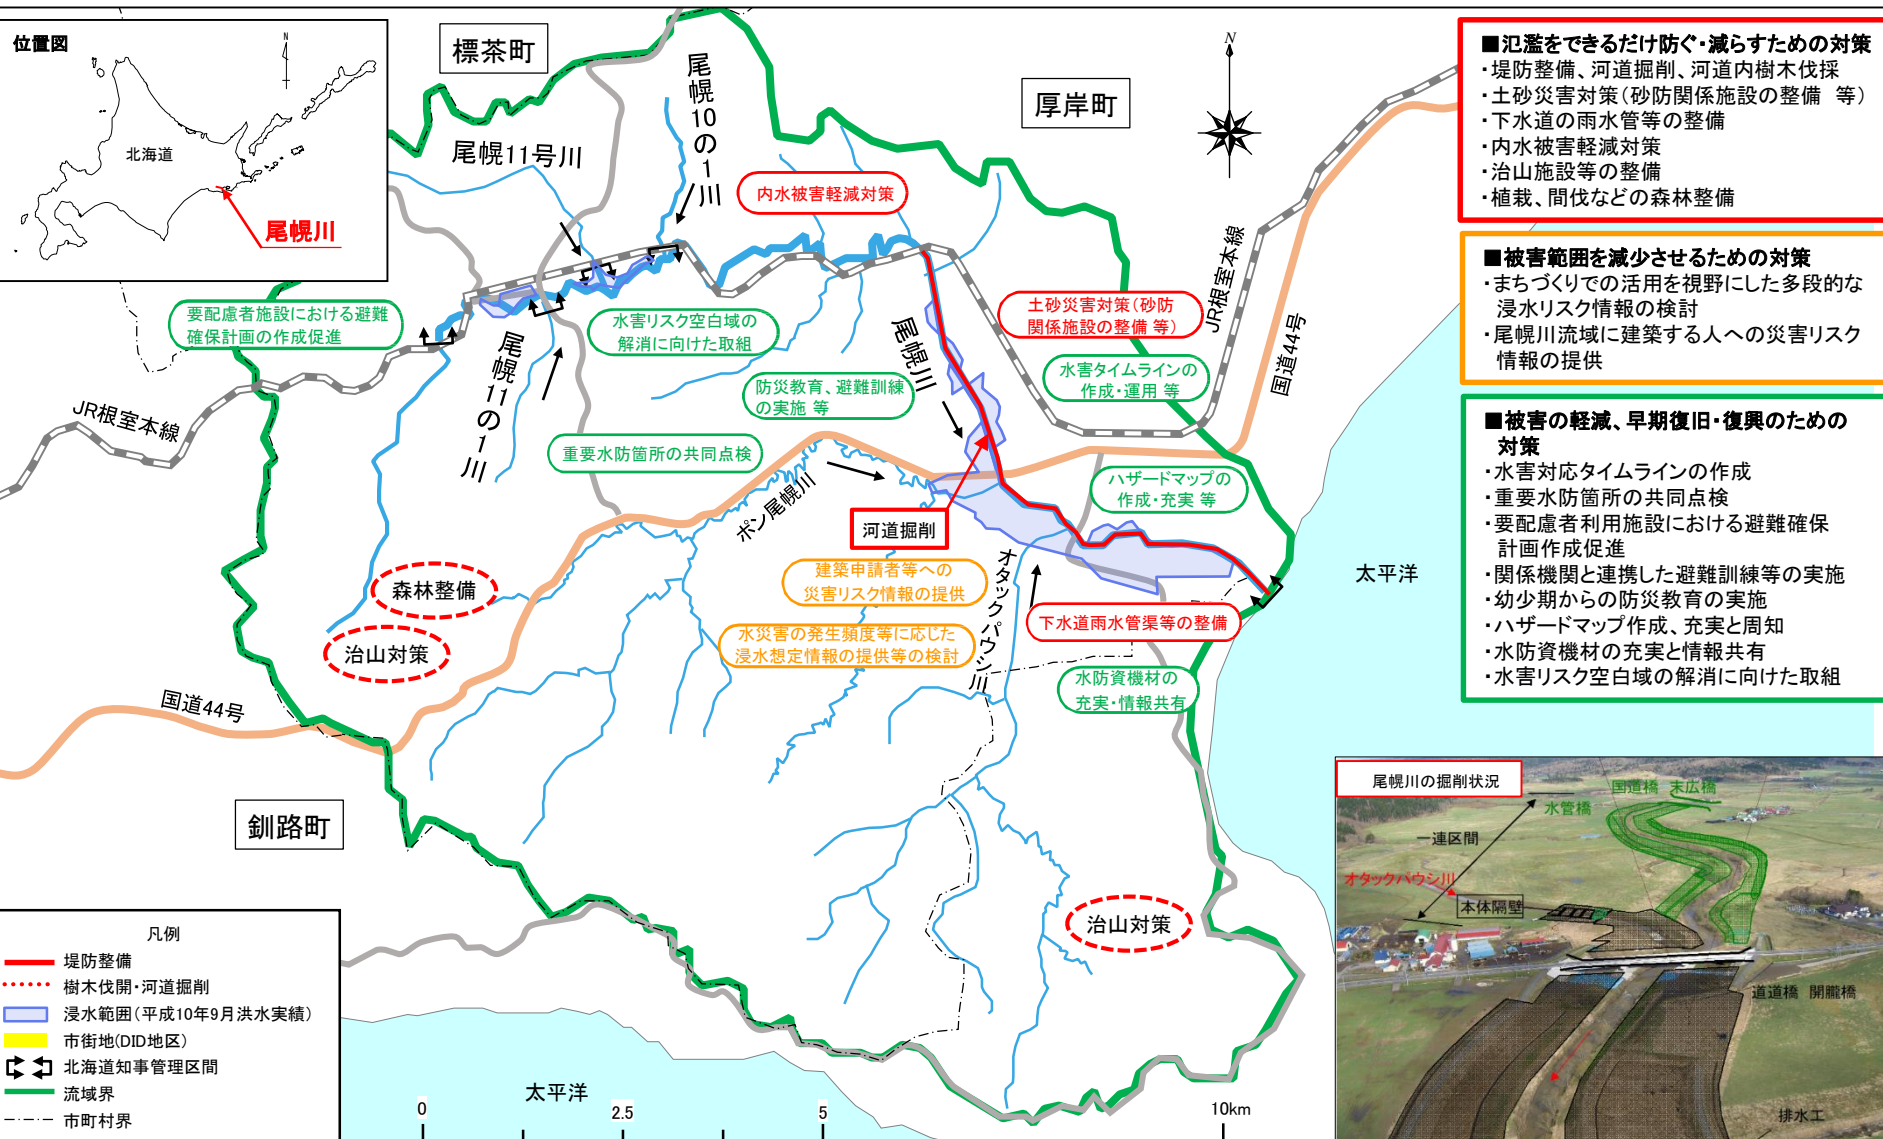 位置図
N
北海道
尾幌川
標茶町
厚岸町
釧路町
N
尾幌11号川
尾幌10の1川
尾幌11の1川
尾幌川
ポン尾幌川
オタックパウシ川
JR根室本線
JR根室本線
国道44号
国道44号
太平洋
太平洋
内水被害軽減対策
要配慮者施設における避難
確保計画の作成促進
水害リスク空白域の
解消に向けた取組
土砂災害対策(砂防
関係施設の整備 等)
水害タイムラインの
作成・運用 等
防災教育、避難訓練
の実施 等
重要水防箇所の共同点検
ハザードマップの
作成・充実 等
河道掘削
建築申請者等への
災害リスク情報の提供
水災害の発生頻度等に応じた
浸水想定情報の提供等の検討
下水道雨水管渠等の整備
水防資機材の
充実・情報共有
森林整備
治山対策
治山対策
■氾濫をできるだけ防ぐ・減らすための対策
・堤防整備、河道掘削、河道内樹木伐採
・土砂災害対策(砂防関係施設の整備 等)
・下水道の雨水管等の整備
・内水被害軽減対策
・治山施設等の整備
・植栽、間伐などの森林整備
■被害範囲を減少させるための対策
・まちづくりでの活用を視野にした多段的な
浸水リスク情報の検討
・尾幌川流域に建築する人への災害リスク
情報の提供
■被害の軽減、早期復旧・復興のための
対策
・水害対応タイムラインの作成
・重要水防箇所の共同点検
・要配慮者利用施設における避難確保
計画作成促進
・関係機関と連携した避難訓練等の実施
・幼少期からの防災教育の実施
・ハザードマップ作成、充実と周知
・水防資機材の充実と情報共有
・水害リスク空白域の解消に向けた取組
尾幌川の掘削状況
国道橋 末広橋
水管橋
一連区間
オタックパウシ川
本体隔壁
道道橋 開朧橋
排水工
凡例
堤防整備
樹木伐開・河道掘削
浸水範囲(平成10年9月洪水実績)
市街地(DID地区)
北海道知事管理区間
流域界
市町村界
0
2.5
5
10km